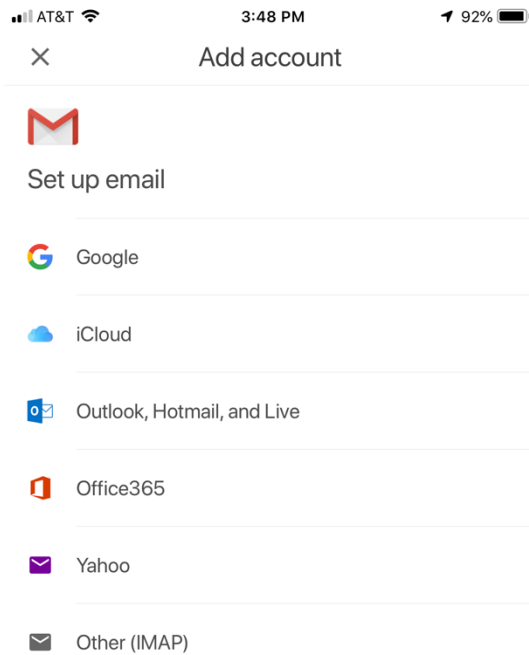 AT&T 3:48 PM 92%
Add account
Set up email
Google
iCloud
Outlook, Hotmail, and Live
Office365
Yahoo
Other (IMAP)